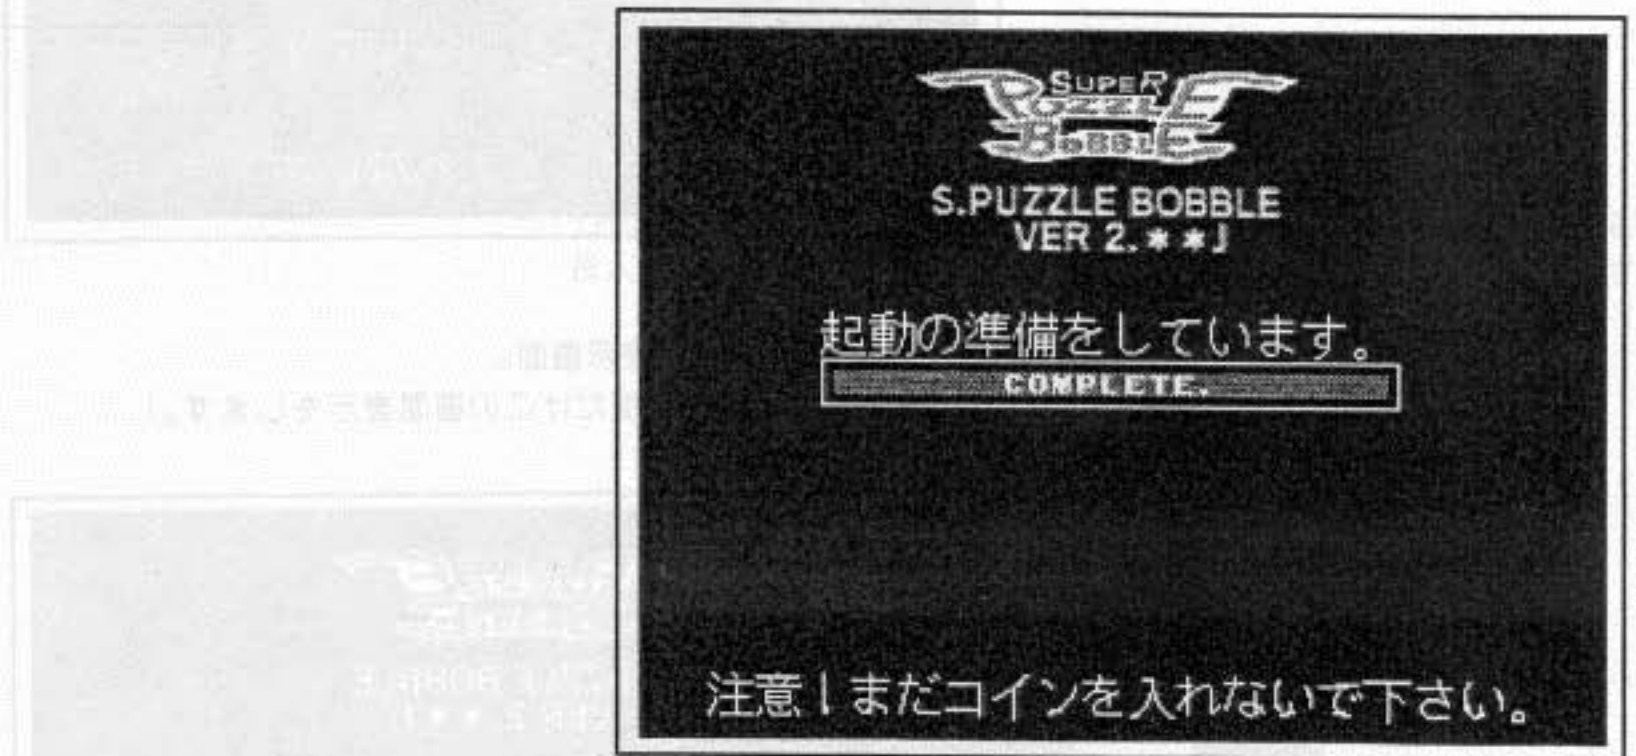 SUPER
PUZZLE
BOBBLE
S.PUZZLE BOBBLE
VER 2.**J
起動の準備をしています。
COMPLETE.
注意！まだコインを入れないで下さい。